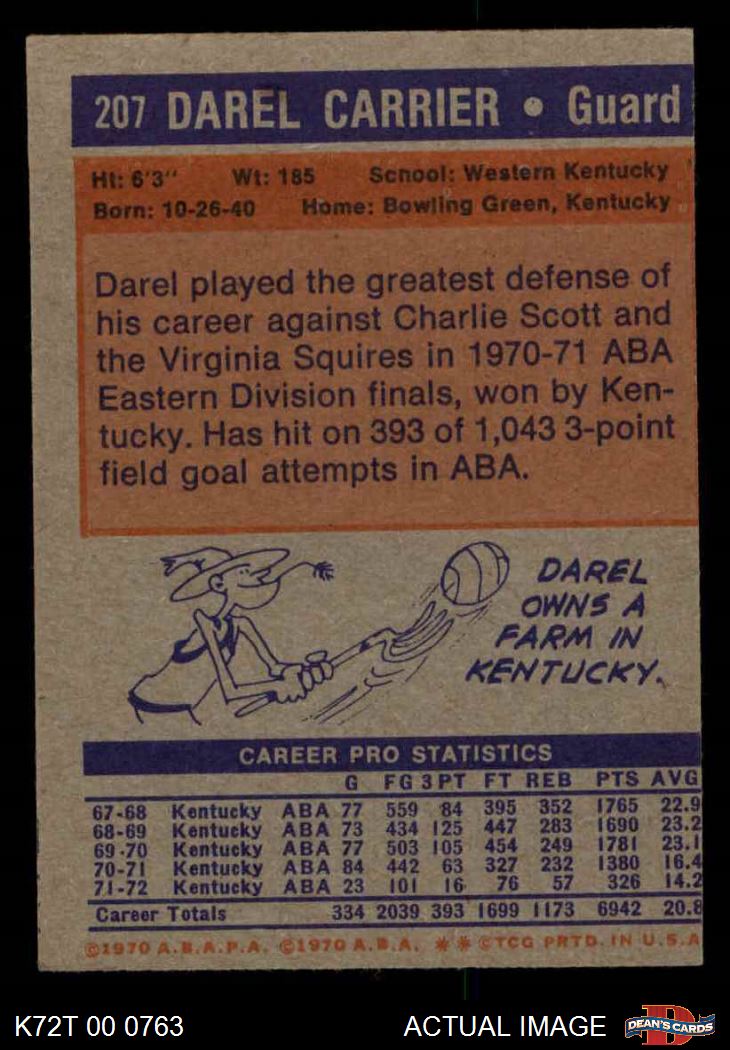 207 DAREL CARRIER • Guard
Ht: 6'3" Wt: 185 School: Western Kentucky
Born: 10-26-40 Home: Bowling Green, Kentucky
Darel played the greatest defense of
his career against Charlie Scott and
the Virginia Squires in 1970-71 ABA
Eastern Division finals, won by Ken-
tucky. Has hit on 393 of 1,043 3-point
field goal attempts in ABA.
DAREL
OWNS A
FARM IN
KENTUCKY.
CAREER PRO STATISTICS
G FG 3PT FT REB PTS AVG
67-68 Kentucky ABA 77 559 84 395 352 1765 22.9
68-69 Kentucky ABA 73 434 125 447 283 1690 23.2
69-70 Kentucky ABA 77 503 105 454 249 1781 23.1
70-71 Kentucky ABA 84 442 63 327 232 1380 16.4
71-72 Kentucky ABA 23 101 16 76 57 326 14.2
Career Totals 334 2039 393 1699 1173 6942 20.8
©1970 A.B.A.P.A. ©1970 A.B.A. ✱✱ ©TCG PRTD. IN U.S.A
K72T 00 0763 ACTUAL IMAGE DEAN'S CARDS